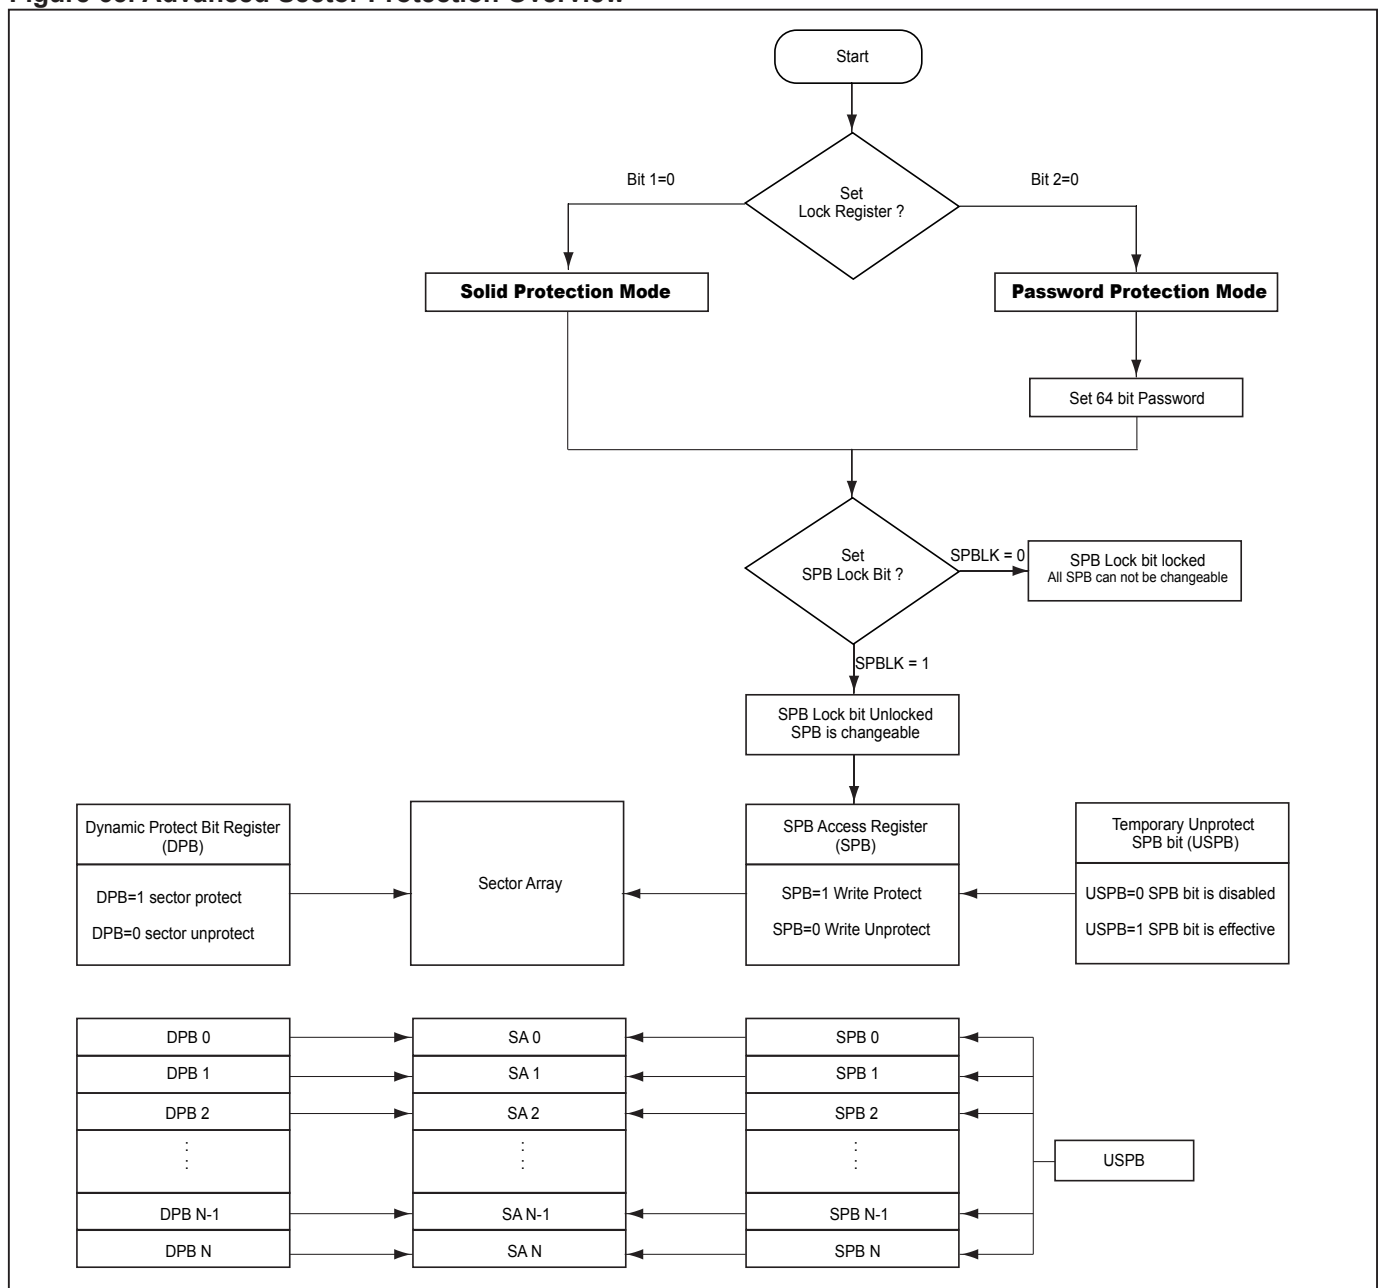 Figure 68. Advanced Sector Protection Overview
Start
Bit 1=0
Set
Lock Register ?
Bit 2=0
Solid Protection Mode
Password Protection Mode
Set 64 bit Password
Set
SPB Lock Bit ?
SPBLK = 0
SPB Lock bit locked
All SPB can not be changeable
SPBLK = 1
SPB Lock bit Unlocked
SPB is changeable
Dynamic Protect Bit Register
(DPB)
DPB=1 sector protect
DPB=0 sector unprotect
Sector Array
SPB Access Register
(SPB)
SPB=1 Write Protect
SPB=0 Write Unprotect
Temporary Unprotect
SPB bit (USPB)
USPB=0 SPB bit is disabled
USPB=1 SPB bit is effective
DPB 0
SA 0
SPB 0
DPB 1
SA 1
SPB 1
DPB 2
SA 2
SPB 2
USPB
DPB N-1
SA N-1
SPB N-1
DPB N
SA N
SPB N